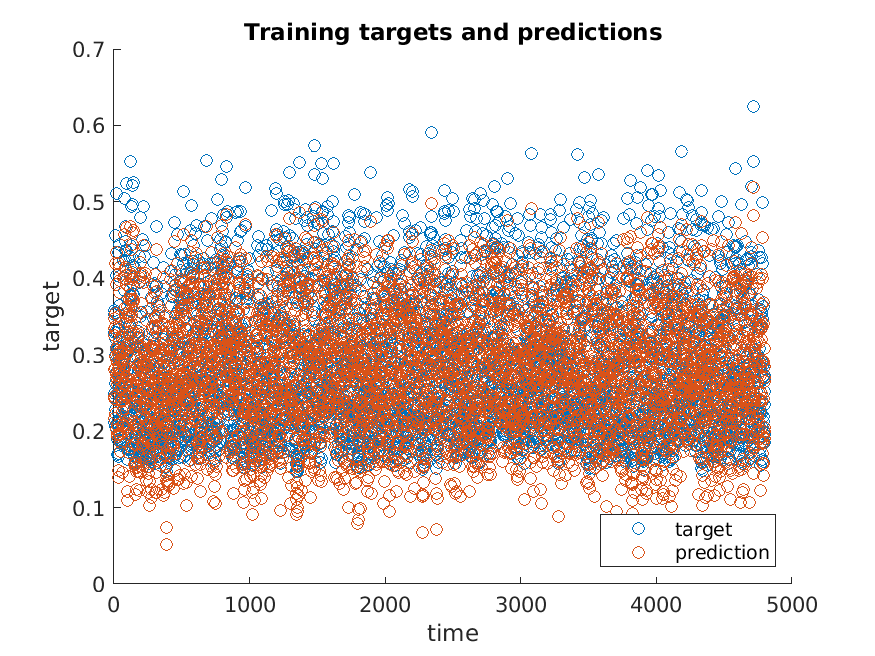 Training targets and predictions
0.7
0.6
0.5
0.4
0.3
0.2
0.1
0
target
target
prediction
0 1000 2000 3000 4000 5000
time